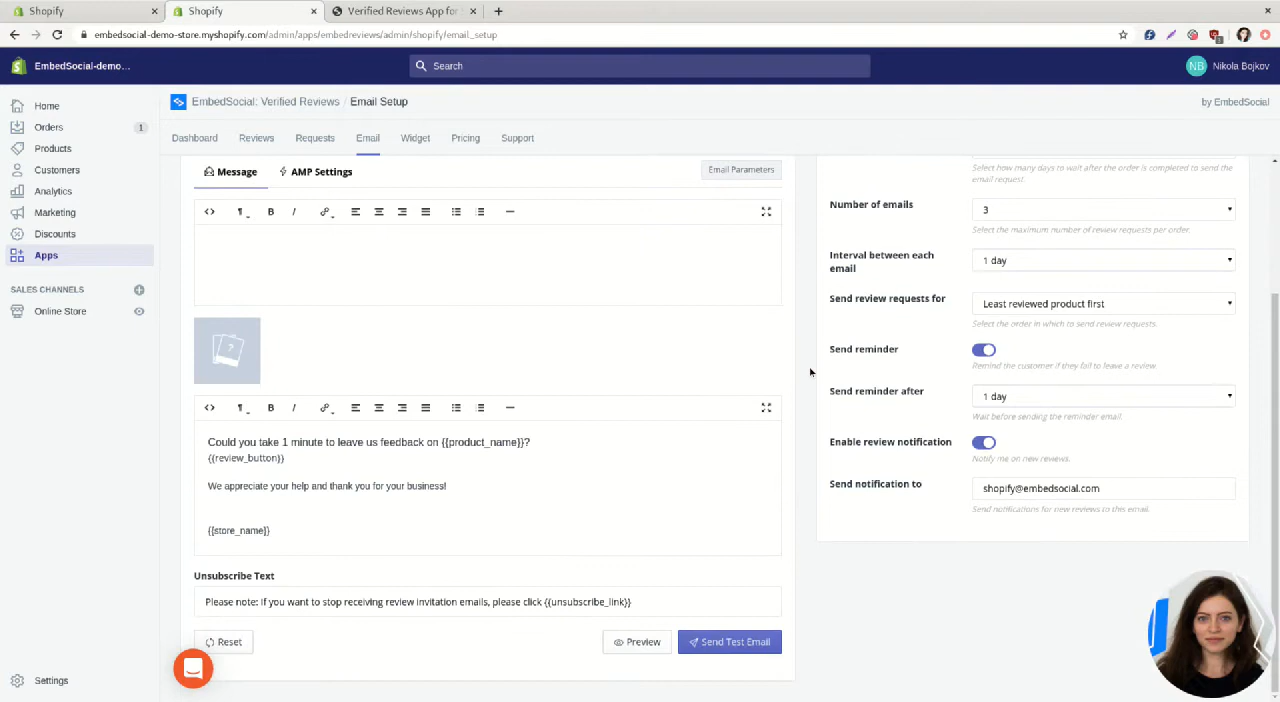 Shopify
Shopify
Verified Reviews App for
embedsocial-demo-store.myshopify.com/admin/apps/embedreviews/admin/shopify/email_setup
EmbedSocial-demo...
Search
NB
Nikola Bojkov
Home
Orders
1
Products
Customers
Analytics
Marketing
Discounts
Apps
SALES CHANNELS
Online Store
Settings
EmbedSocial: Verified Reviews / Email Setup
by EmbedSocial
Dashboard
Reviews
Requests
Email
Widget
Pricing
Support
Message
AMP Settings
Email Parameters
B
I
?
B
I
Could you take 1 minute to leave us feedback on {{product_name}}?
{{review_button}}
We appreciate your help and thank you for your business!
{{store_name}}
Unsubscribe Text
Please note: If you want to stop receiving review invitation emails, please click {{unsubscribe_link}}
Reset
Preview
Send Test Email
Select how many days to wait after the order is completed to send the
email request.
Number of emails
3
Select the maximum number of review requests per order.
Interval between each
email
1 day
Send review requests for
Least reviewed product first
Select the order in which to send review requests.
Send reminder
Remind the customer if they fail to leave a review.
Send reminder after
1 day
Wait before sending the reminder email.
Enable review notification
Notify me on new reviews.
Send notification to
shopify@embedsocial.com
Send notifications for new reviews to this email.